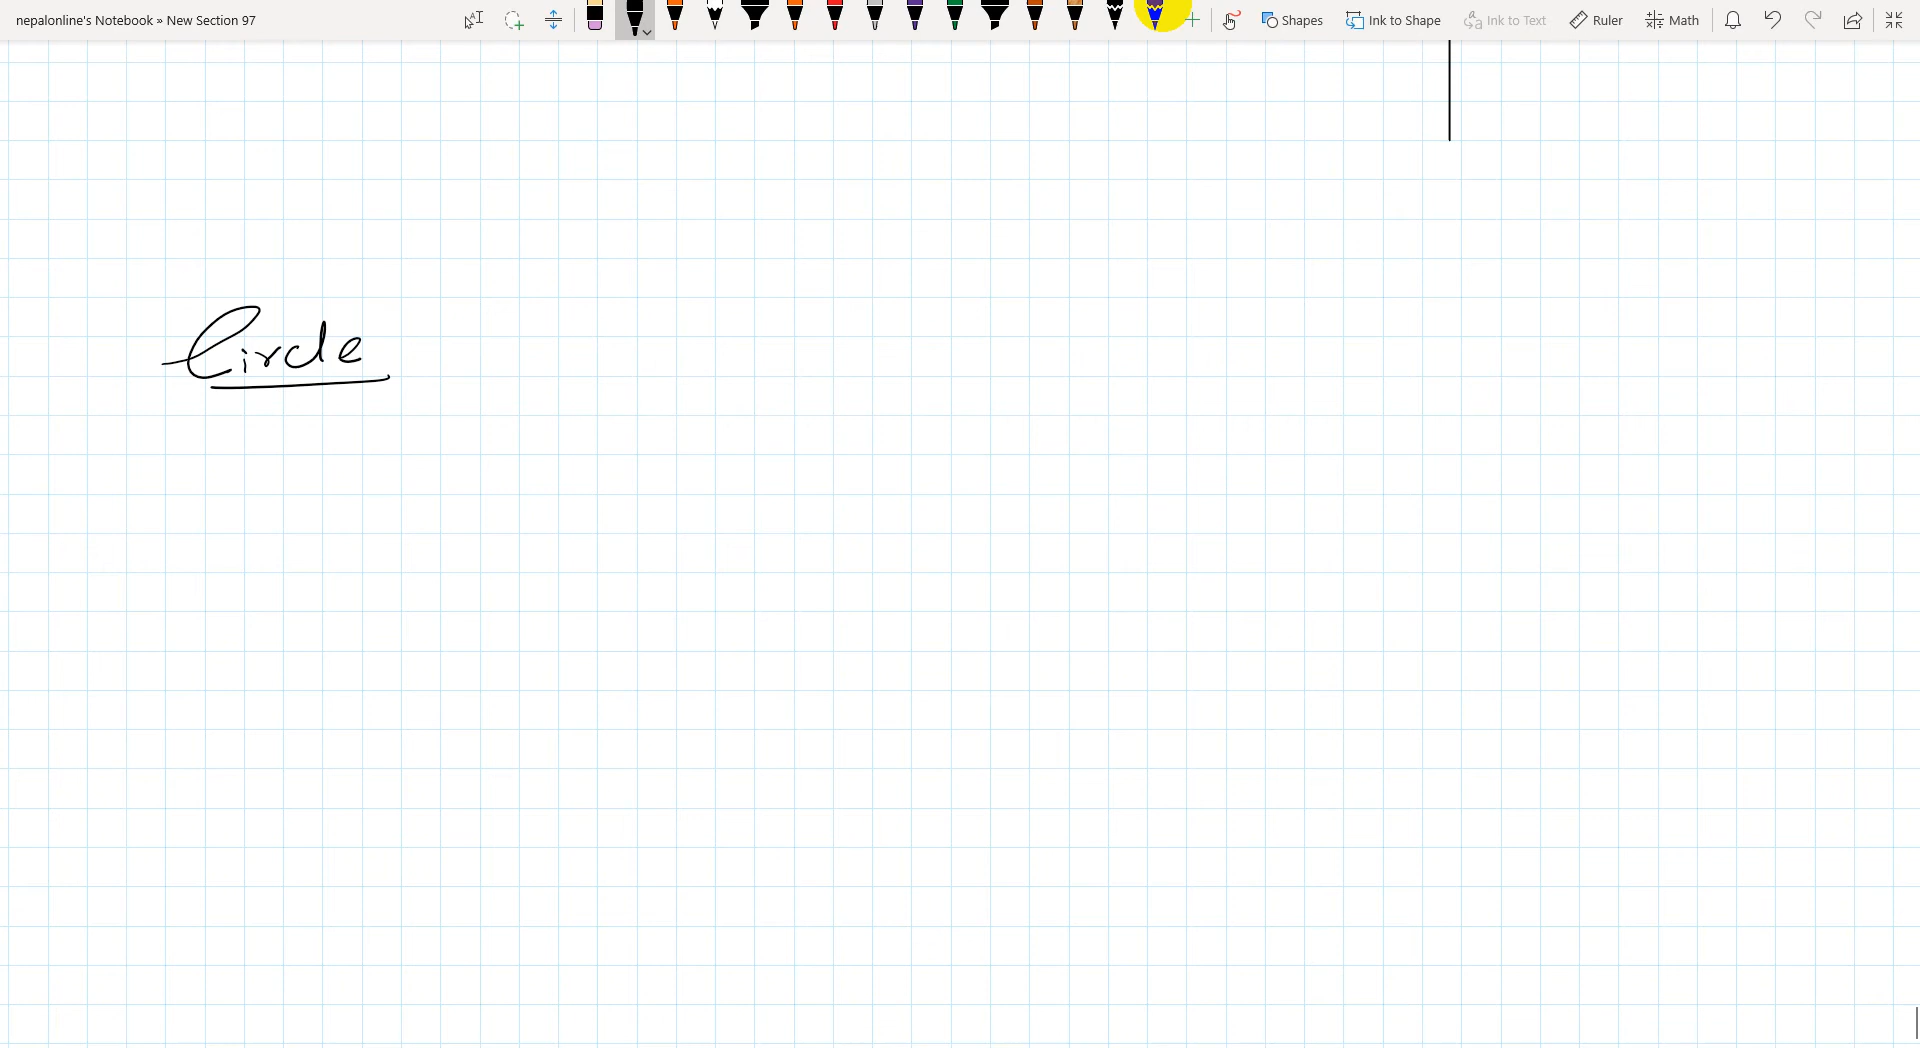 nepalonline's Notebook » New Section 97
Shapes
Ink to Shape
Ink to Text
Ruler
Math
Circle